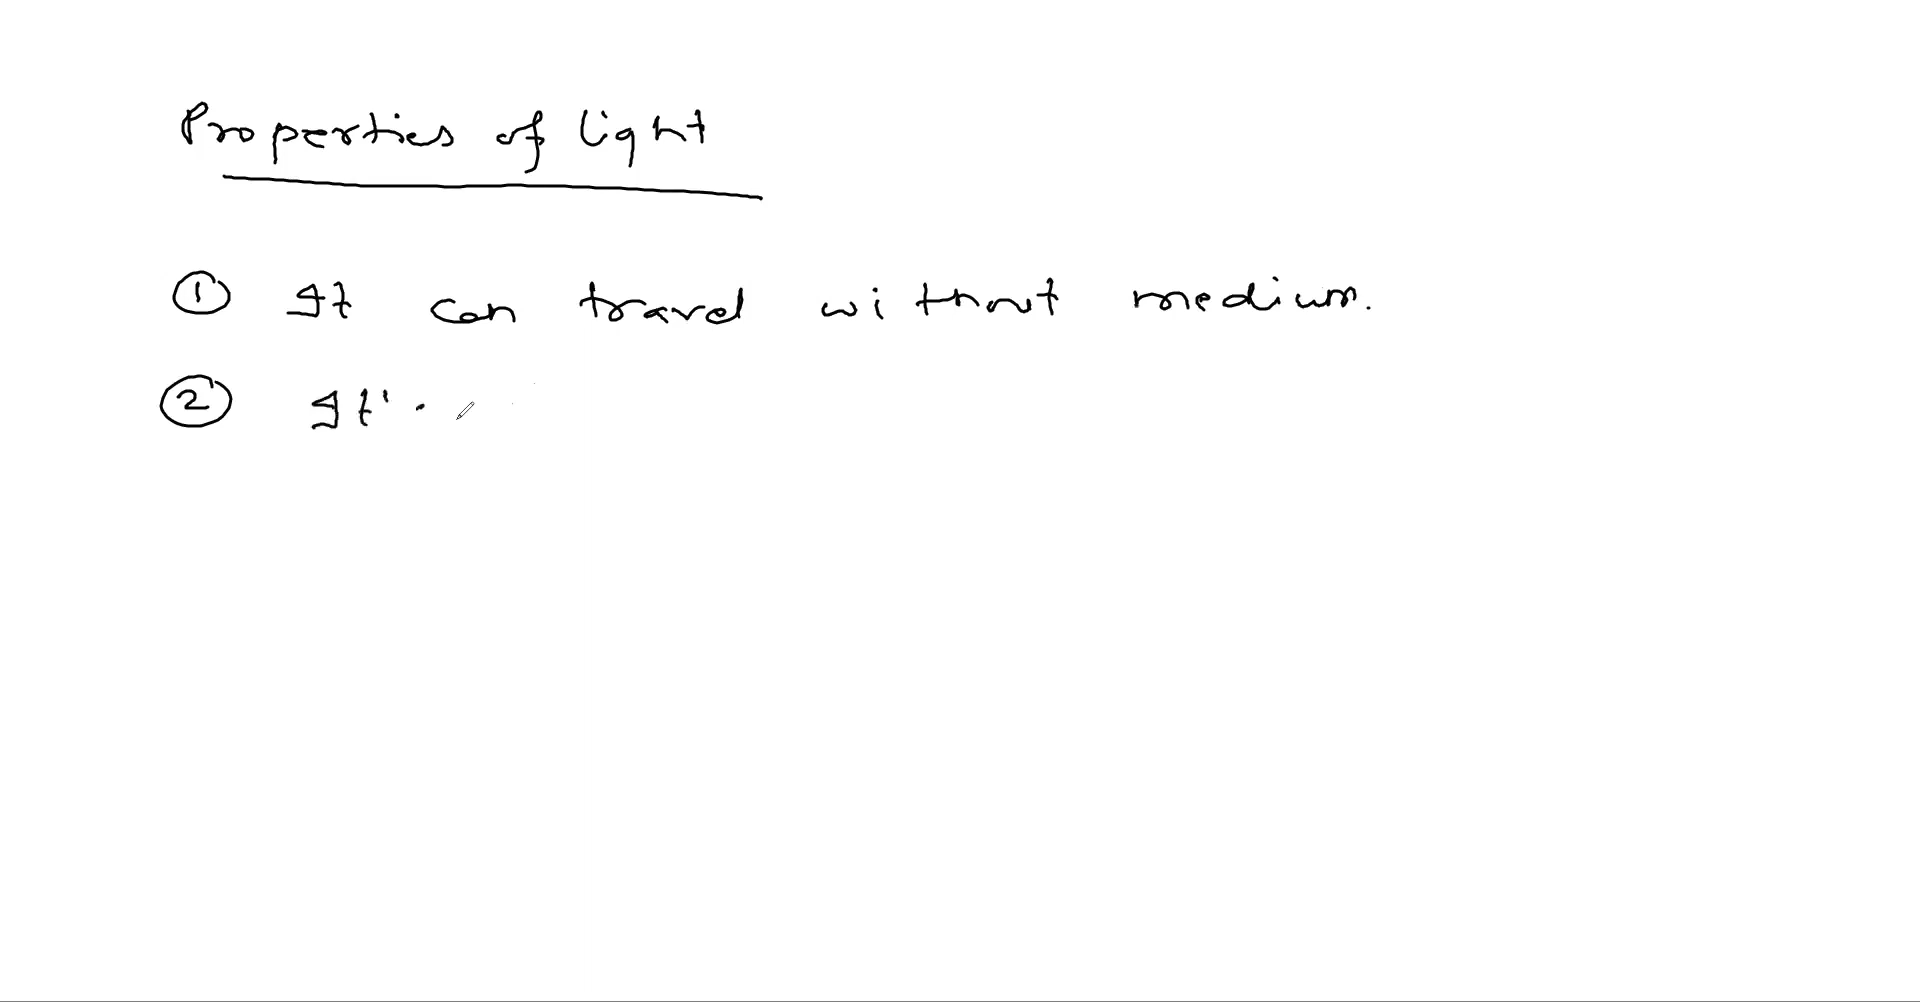 Properties of light
① It can travel without medium.
② It'